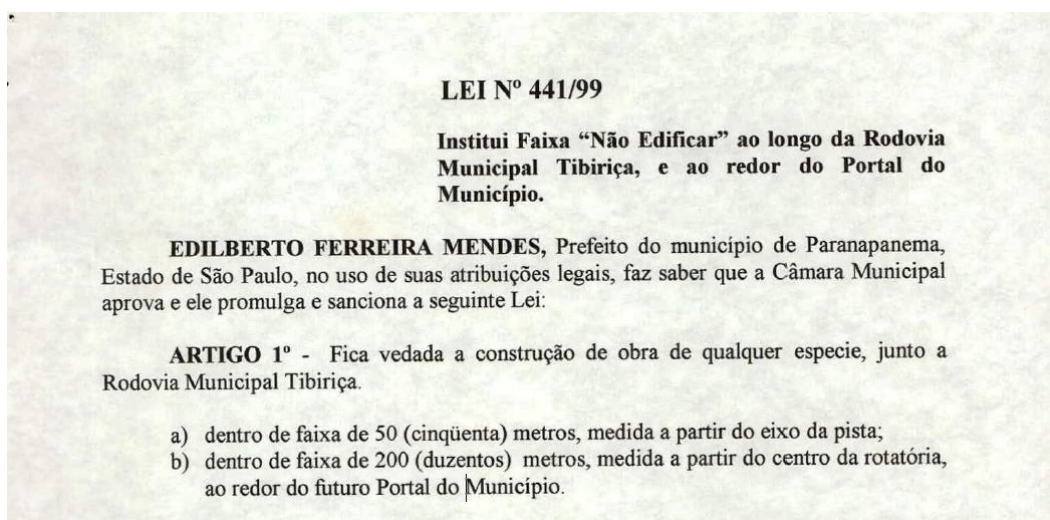 LEI Nº 441/99
Institui Faixa “Não Edificar” ao longo da Rodovia
Municipal Tibiriça, e ao redor do Portal do
Município.
EDILBERTO FERREIRA MENDES, Prefeito do município de Paranapanema,
Estado de São Paulo, no uso de suas atribuições legais, faz saber que a Câmara Municipal
aprova e ele promulga e sanciona a seguinte Lei:
ARTIGO 1º - Fica vedada a construção de obra de qualquer especie, junto a
Rodovia Municipal Tibiriça.
a) dentro de faixa de 50 (cinqüenta) metros, medida a partir do eixo da pista;
b) dentro de faixa de 200 (duzentos) metros, medida a partir do centro da rotatória,
ao redor do futuro Portal do Município.